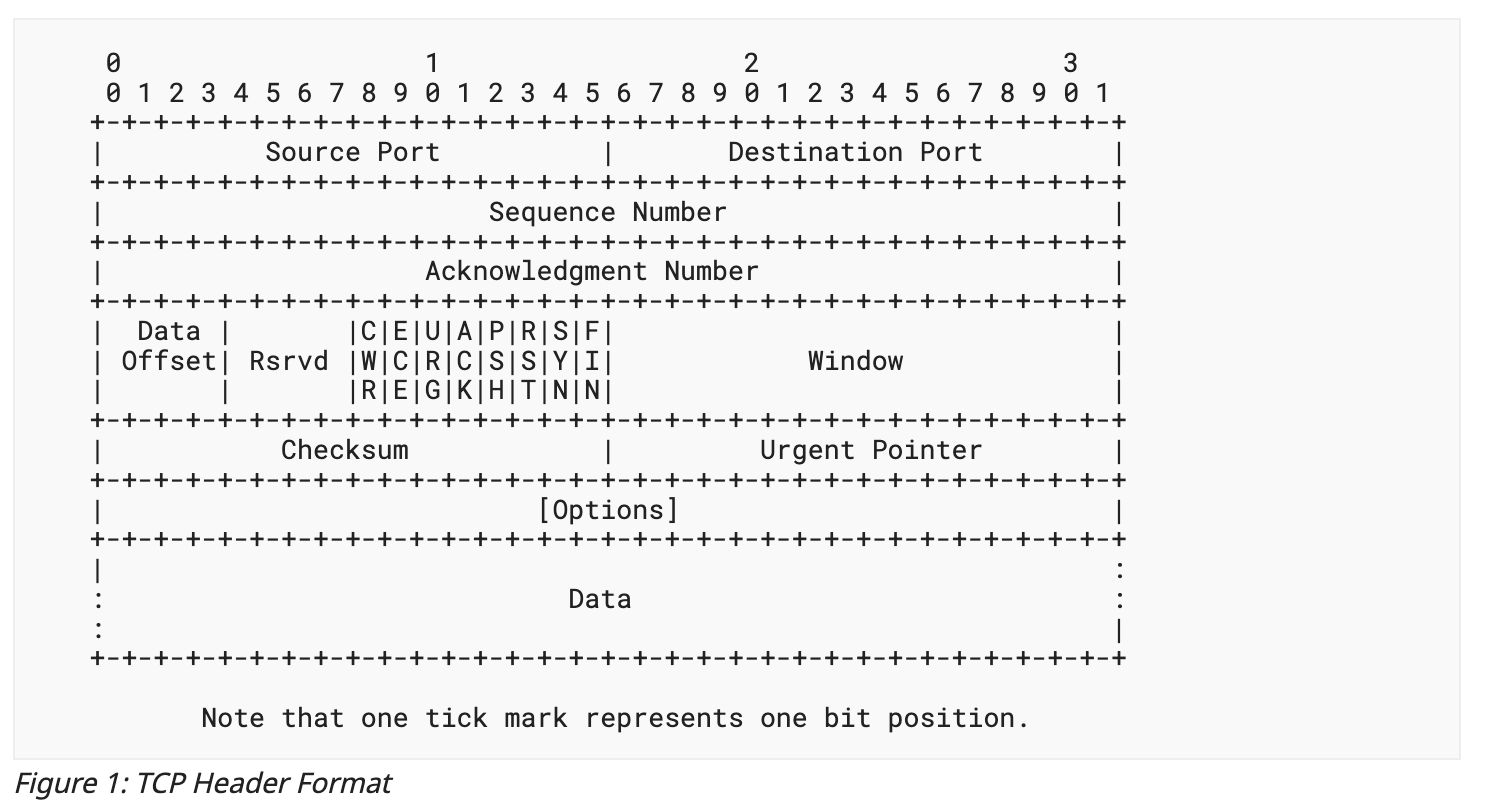 0                   1                   2                   3
 0 1 2 3 4 5 6 7 8 9 0 1 2 3 4 5 6 7 8 9 0 1 2 3 4 5 6 7 8 9 0 1
+-+-+-+-+-+-+-+-+-+-+-+-+-+-+-+-+-+-+-+-+-+-+-+-+-+-+-+-+-+-+-+-+
|          Source Port          |       Destination Port        |
+-+-+-+-+-+-+-+-+-+-+-+-+-+-+-+-+-+-+-+-+-+-+-+-+-+-+-+-+-+-+-+-+
|                        Sequence Number                        |
+-+-+-+-+-+-+-+-+-+-+-+-+-+-+-+-+-+-+-+-+-+-+-+-+-+-+-+-+-+-+-+-+
|                    Acknowledgment Number                      |
+-+-+-+-+-+-+-+-+-+-+-+-+-+-+-+-+-+-+-+-+-+-+-+-+-+-+-+-+-+-+-+-+
|  Data |       |C|E|U|A|P|R|S|F|                               |
| Offset| Rsrvd |W|C|R|C|S|S|Y|I|            Window             |
|       |       |R|E|G|K|H|T|N|N|                               |
+-+-+-+-+-+-+-+-+-+-+-+-+-+-+-+-+-+-+-+-+-+-+-+-+-+-+-+-+-+-+-+-+
|           Checksum            |         Urgent Pointer        |
+-+-+-+-+-+-+-+-+-+-+-+-+-+-+-+-+-+-+-+-+-+-+-+-+-+-+-+-+-+-+-+-+
|                           [Options]                           |
+-+-+-+-+-+-+-+-+-+-+-+-+-+-+-+-+-+-+-+-+-+-+-+-+-+-+-+-+-+-+-+-+
|                                                               :
:                             Data                              :
:                                                               |
+-+-+-+-+-+-+-+-+-+-+-+-+-+-+-+-+-+-+-+-+-+-+-+-+-+-+-+-+-+-+-+-+
Note that one tick mark represents one bit position.
Figure 1: TCP Header Format